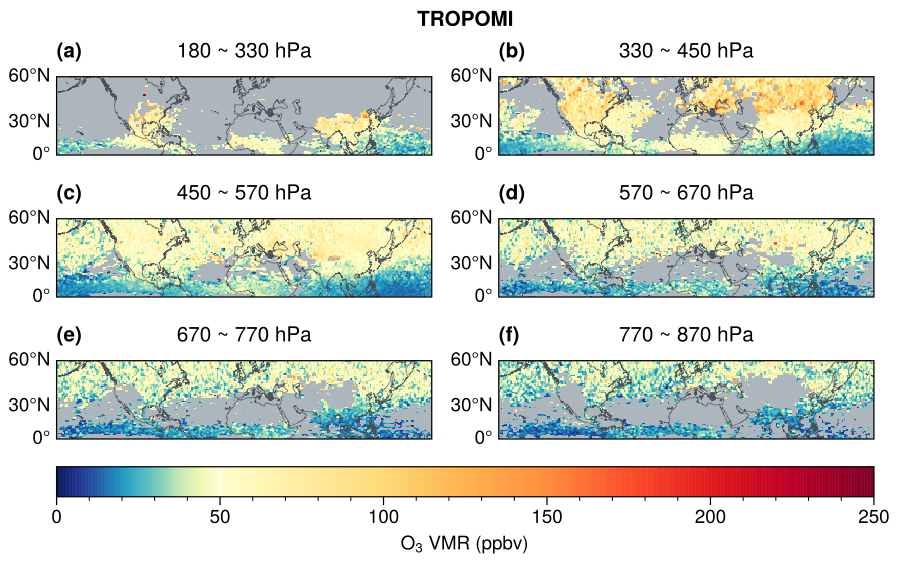 TROPOMI
(a) 180 ~ 330 hPa
(b) 330 ~ 450 hPa
60°N
30°N
0°
60°N
30°N
0°
(c) 450 ~ 570 hPa
(d) 570 ~ 670 hPa
60°N
30°N
0°
60°N
30°N
0°
(e) 670 ~ 770 hPa
(f) 770 ~ 870 hPa
60°N
30°N
0°
60°N
30°N
0°
0 50 100 150 200 250
O₃ VMR (ppbv)